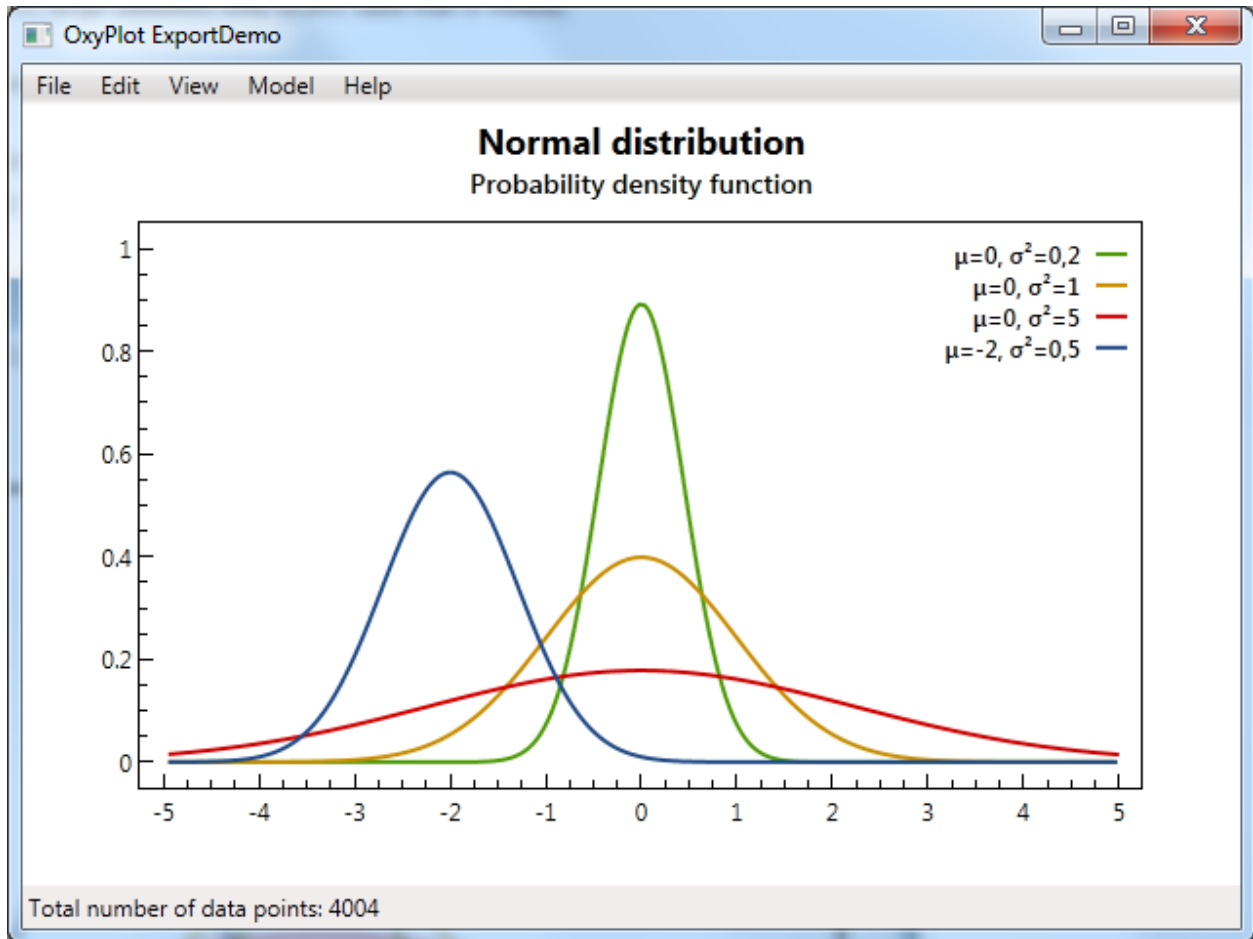 OxyPlot ExportDemo
File Edit View Model Help
Normal distribution
Probability density function
μ=0, σ²=0,2
μ=0, σ²=1
μ=0, σ²=5
μ=-2, σ²=0,5
1
0.8
0.6
0.4
0.2
0
-5 -4 -3 -2 -1 0 1 2 3 4 5
Total number of data points: 4004